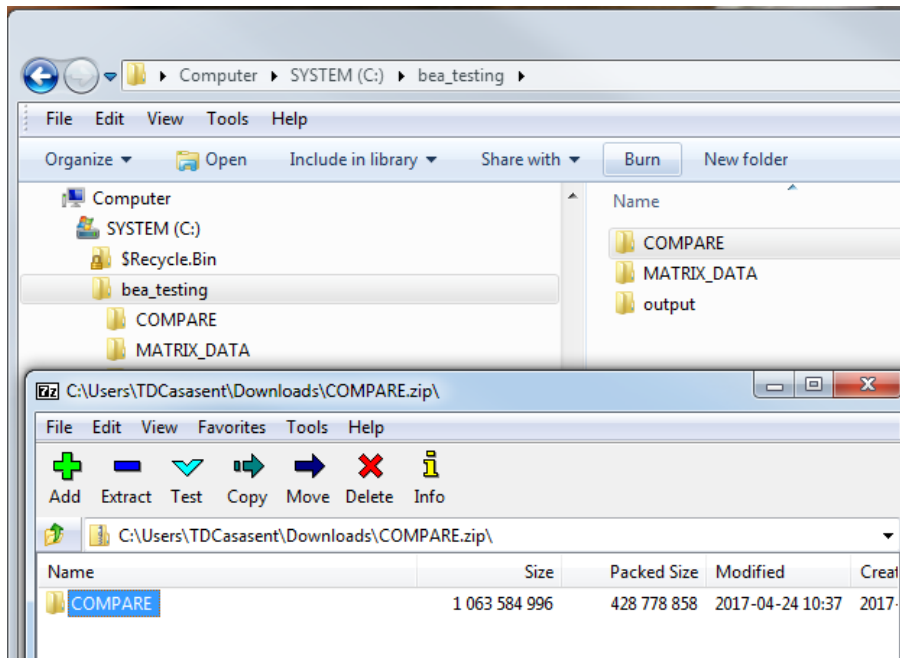 Computer SYSTEM (C:) bea_testing
File Edit View Tools Help
Organize Open Include in library Share with Burn New folder
Computer
SYSTEM (C:)
$Recycle.Bin
bea_testing
COMPARE
MATRIX_DATA
Name
COMPARE
MATRIX_DATA
output
7z C:\Users\TDCasasent\Downloads\COMPARE.zip\
File Edit View Favorites Tools Help
Add Extract Test Copy Move Delete Info
C:\Users\TDCasasent\Downloads\COMPARE.zip\
Name Size Packed Size Modified Creat
COMPARE 1 063 584 996 428 778 858 2017-04-24 10:37 2017-